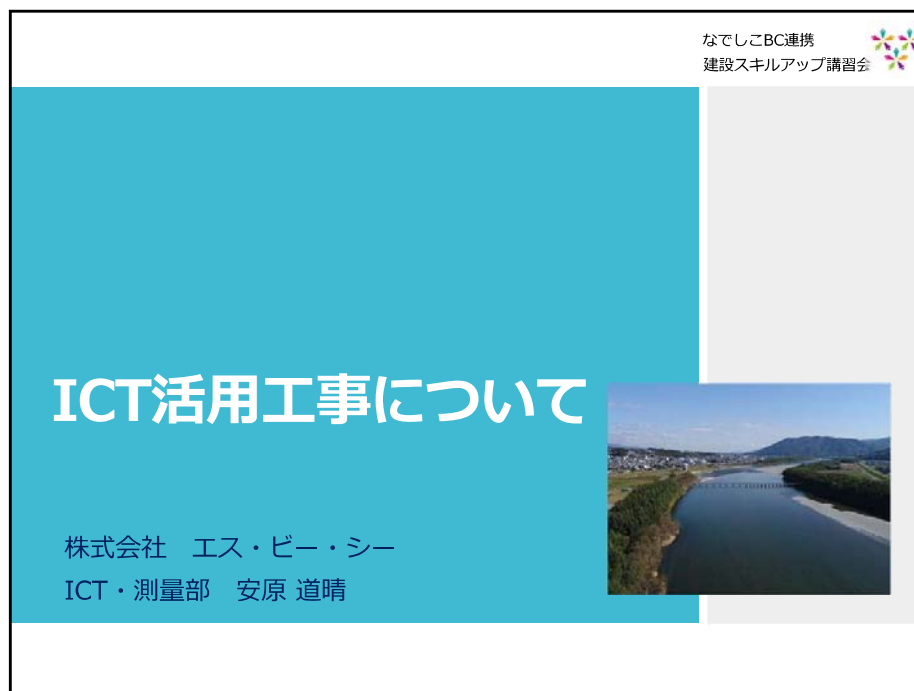 なでしこBC連携
建設スキルアップ講習会
ICT活用工事について
株式会社　エス・ビー・シー
ICT・測量部　安原 道晴